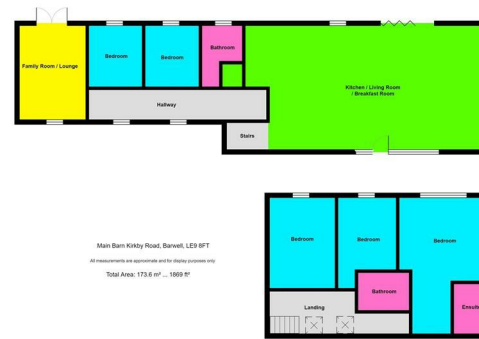 Family Room / Lounge
Bedroom
Bedroom
Bathroom
Kitchen / Living Room
/ Breakfast Room
Hallway
Stairs
Main Barn Kirkby Road, Barwell, LE9 8FT
All measurements are approximate and for display purposes only
Total Area: 173.6 m² ... 1869 ft²
Bedroom
Bedroom
Bedroom
Bathroom
Ensuite
Landing